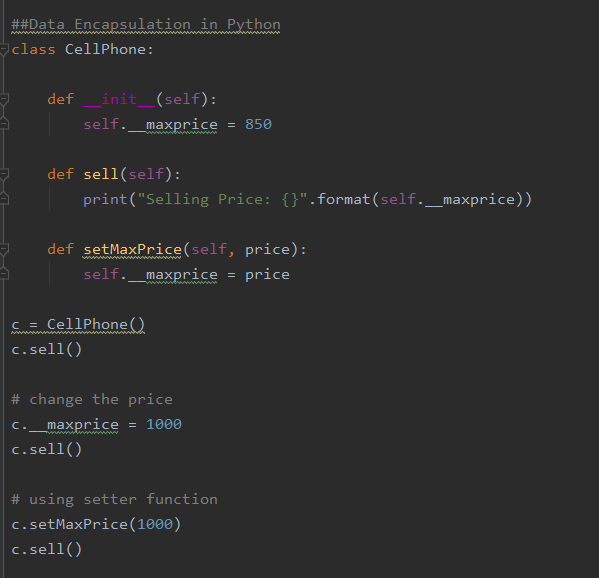 ##Data Encapsulation in Python
class CellPhone:
    def __init__(self):
        self.__maxprice = 850
    def sell(self):
        print("Selling Price: {}".format(self.__maxprice))
    def setMaxPrice(self, price):
        self.__maxprice = price
c = CellPhone()
c.sell()
# change the price
c.__maxprice = 1000
c.sell()
# using setter function
c.setMaxPrice(1000)
c.sell()